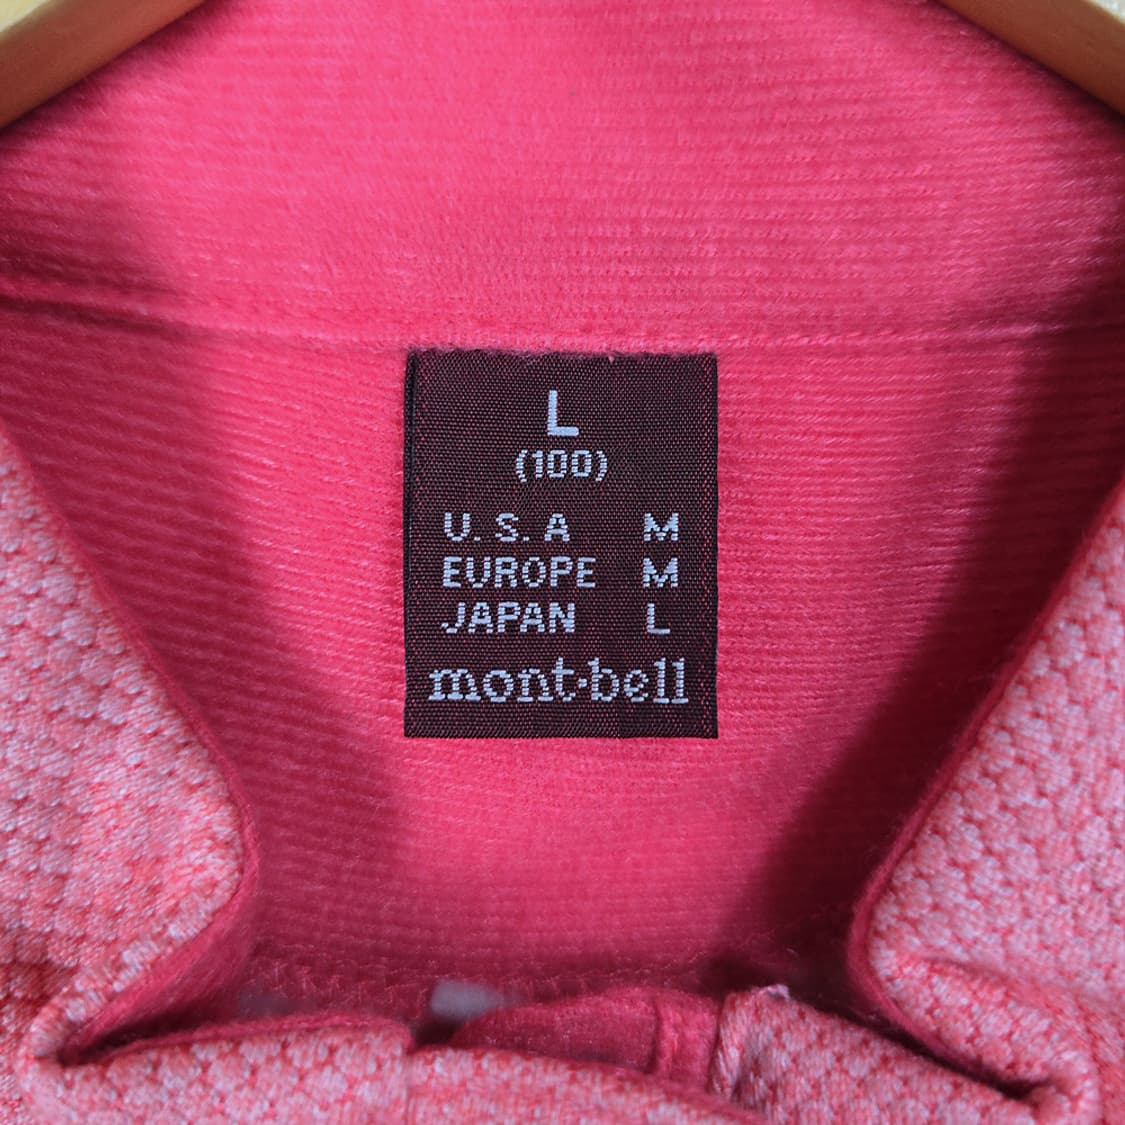 L
(100)
U.S.A M
EUROPE M
JAPAN L
mont·bell